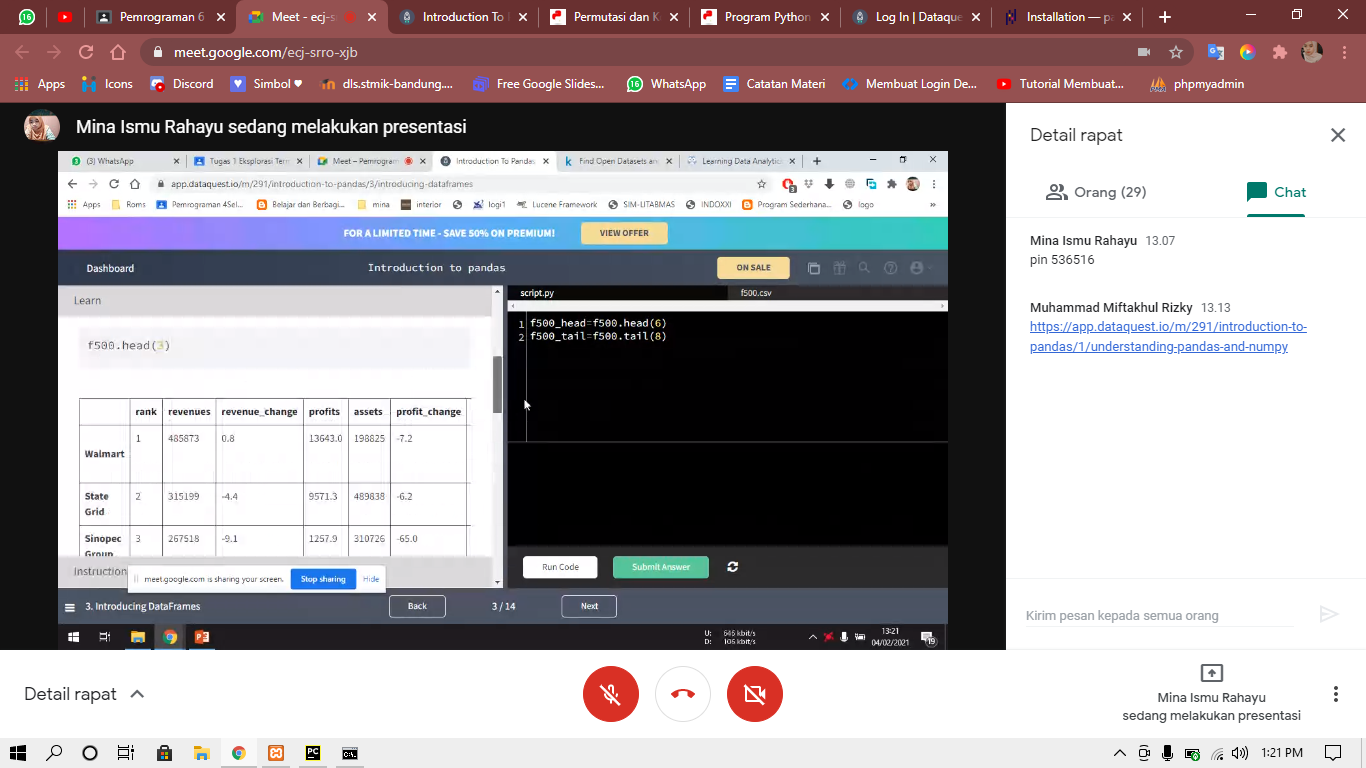 Pemrograman 6
Meet - ecj-s
Introduction To
Permutasi dan K
Program Python
Log In | Dataque
Installation — pa
meet.google.com/ecj-srro-xjb
Apps
Icons
Discord
Simbol ♥
dls.stmik-bandung....
Free Google Slides...
WhatsApp
Catatan Materi
Membuat Login De...
Tutorial Membuat...
phpmyadmin
Mina Ismu Rahayu sedang melakukan presentasi
(3) WhatsApp
Tugas 1 Eksplorasi Term
Meet – Pemrogram
Introduction To Pandas
Find Open Datasets an
Learning Data Analytic
app.dataquest.io/m/291/introduction-to-pandas/3/introducing-dataframes
Apps
Roms
Pemrograman 4Sel...
Belajar dan Berbagi...
mina
interior
logi1
Lucene Framework
SIM-LITABMAS
INDOXXI
Program Sederhana...
logo
FOR A LIMITED TIME - SAVE 50% ON PREMIUM!
VIEW OFFER
Dashboard
Introduction to pandas
ON SALE
Learn
f500.head(3)
rank revenues revenue_change profits assets profit_change
Walmart 1 485873 0.8 13643.0 198825 -7.2
State Grid 2 315199 -4.4 9571.3 489838 -6.2
Sinopec Group 3 267518 -9.1 1257.9 310726 -65.0
Instruction
meet.google.com is sharing your screen.
Stop sharing
Hide
script.py
f500.csv
1 f500_head=f500.head(6)
2 f500_tail=f500.tail(8)
Run Code
Submit Answer
3. Introducing DataFrames
Back
3 / 14
Next
U: 646 kbit/s
D: 106 kbit/s
13:21
04/02/2021
19
Detail rapat
Orang (29)
Chat
Mina Ismu Rahayu 13.07
pin 536516
Muhammad Miftakhul Rizky 13.13
https://app.dataquest.io/m/291/introduction-to-
pandas/1/understanding-pandas-and-numpy
Kirim pesan kepada semua orang
Detail rapat
Mina Ismu Rahayu
sedang melakukan presentasi
1:21 PM